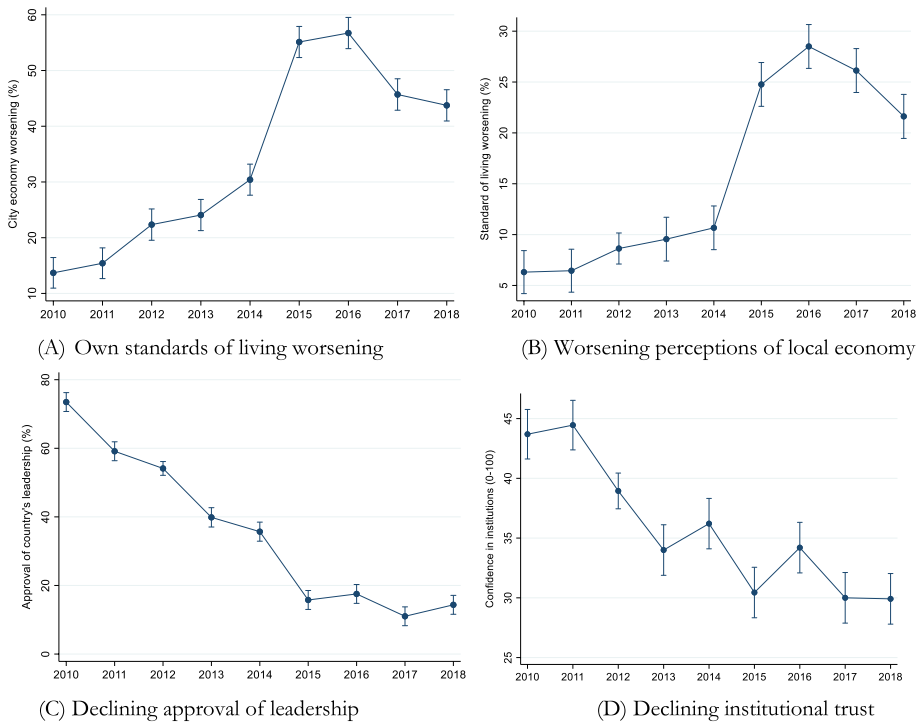 City economy worsening (%)
60
50
40
30
20
10
2010 2011 2012 2013 2014 2015 2016 2017 2018
(A) Own standards of living worsening
Standard of living worsening (%)
30
25
20
15
10
5
2010 2011 2012 2013 2014 2015 2016 2017 2018
(B) Worsening perceptions of local economy
Approval of country's leadership (%)
80
60
40
20
0
2010 2011 2012 2013 2014 2015 2016 2017 2018
(C) Declining approval of leadership
Confidence in institutions (0-100)
45
40
35
30
25
2010 2011 2012 2013 2014 2015 2016 2017 2018
(D) Declining institutional trust